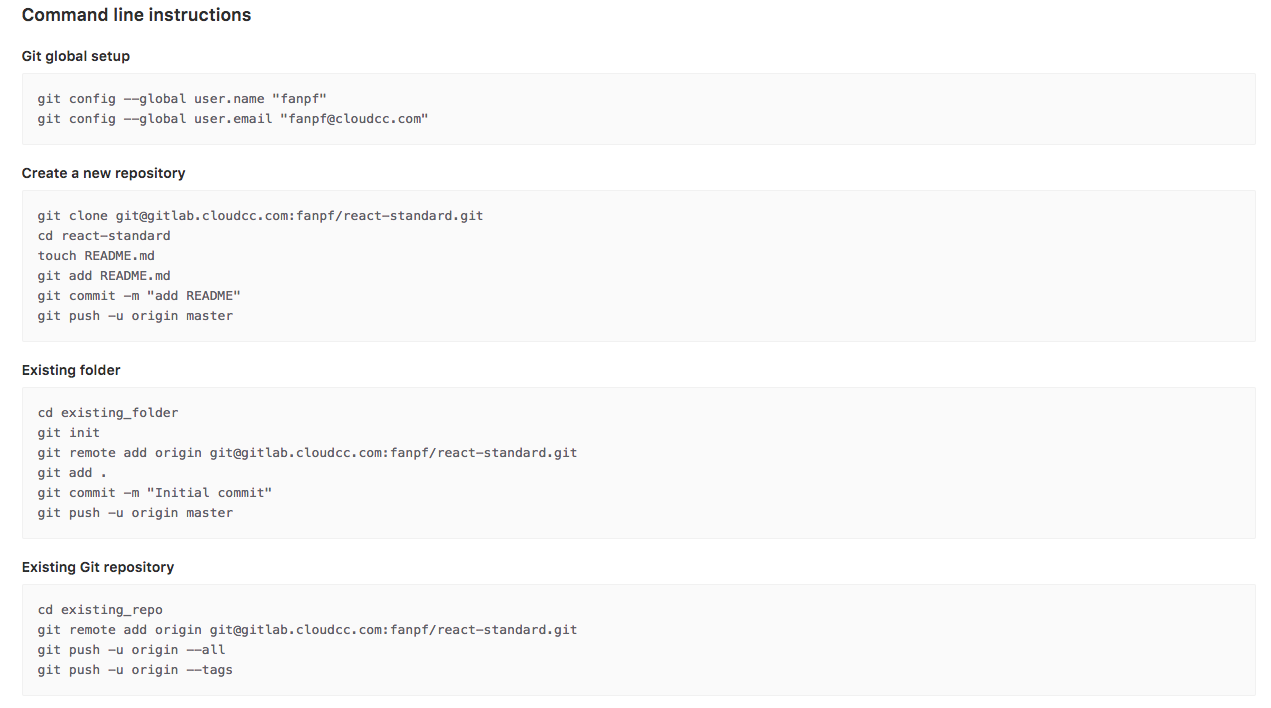 Command line instructions
Git global setup
git config --global user.name "fanpf"
git config --global user.email "fanpf@cloudcc.com"
Create a new repository
git clone git@gitlab.cloudcc.com:fanpf/react-standard.git
cd react-standard
touch README.md
git add README.md
git commit -m "add README"
git push -u origin master
Existing folder
cd existing_folder
git init
git remote add origin git@gitlab.cloudcc.com:fanpf/react-standard.git
git add .
git commit -m "Initial commit"
git push -u origin master
Existing Git repository
cd existing_repo
git remote add origin git@gitlab.cloudcc.com:fanpf/react-standard.git
git push -u origin --all
git push -u origin --tags